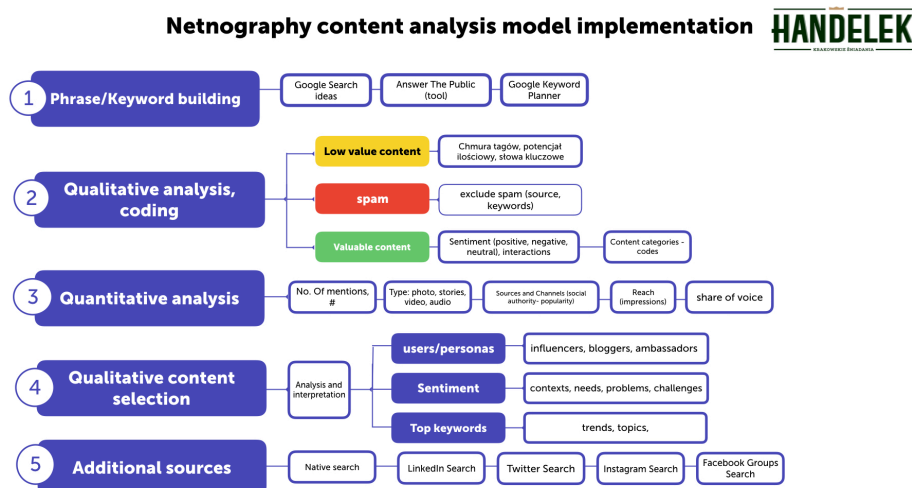 Netnography content analysis model implementation
HANDELEK
KRAKOWSKIE ŚNIADANIA
1
Phrase/Keyword building
Google Search
ideas
Answer The Public
(tool)
Google Keyword
Planner
2
Qualitative analysis,
coding
Low value content
Chmura tagów, potencjał
ilościowy, słowa kluczowe
spam
exclude spam (source,
keywords)
Valuable content
Sentiment (positive, negative,
neutral), interactions
Content categories -
codes
3
Quantitative analysis
No. Of mentions,
#
Type: photo, stories,
video, audio
Sources and Channels (social
authority- popularity)
Reach
(impressions)
share of voice
4
Qualitative content
selection
Analysis and
interpretation
users/personas
influencers, bloggers, ambassadors
Sentiment
contexts, needs, problems, challenges
Top keywords
trends, topics,
5
Additional sources
Native search
LinkedIn Search
Twitter Search
Instagram Search
Facebook Groups
Search